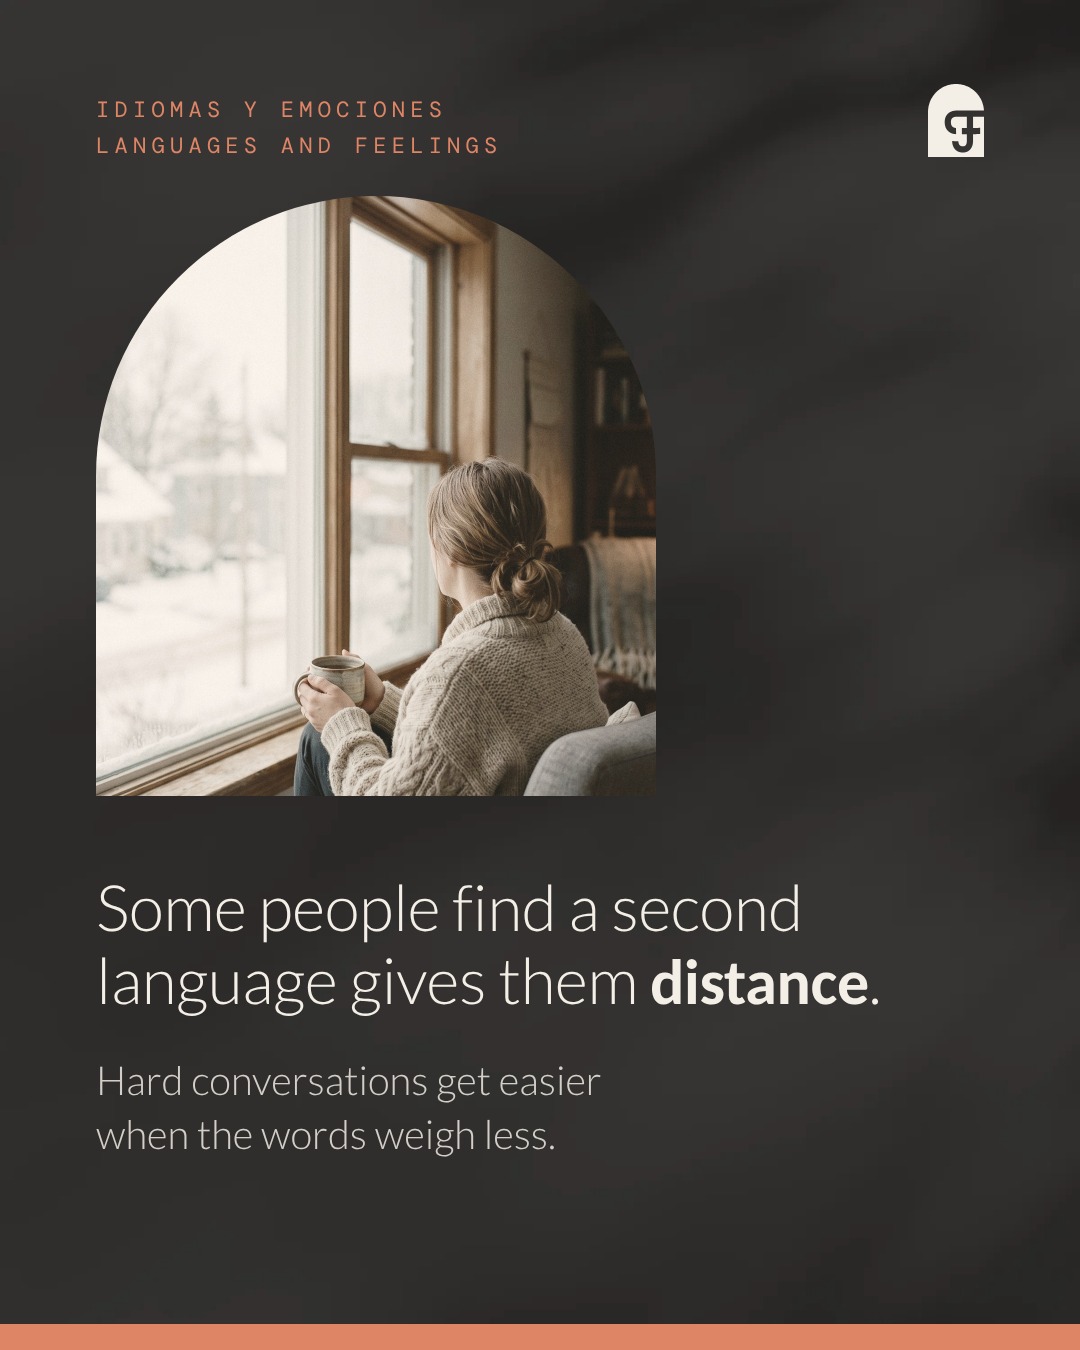 IDIOMAS Y EMOCIONES
LANGUAGES AND FEELINGS
Some people find a second
language gives them distance.
Hard conversations get easier
when the words weigh less.